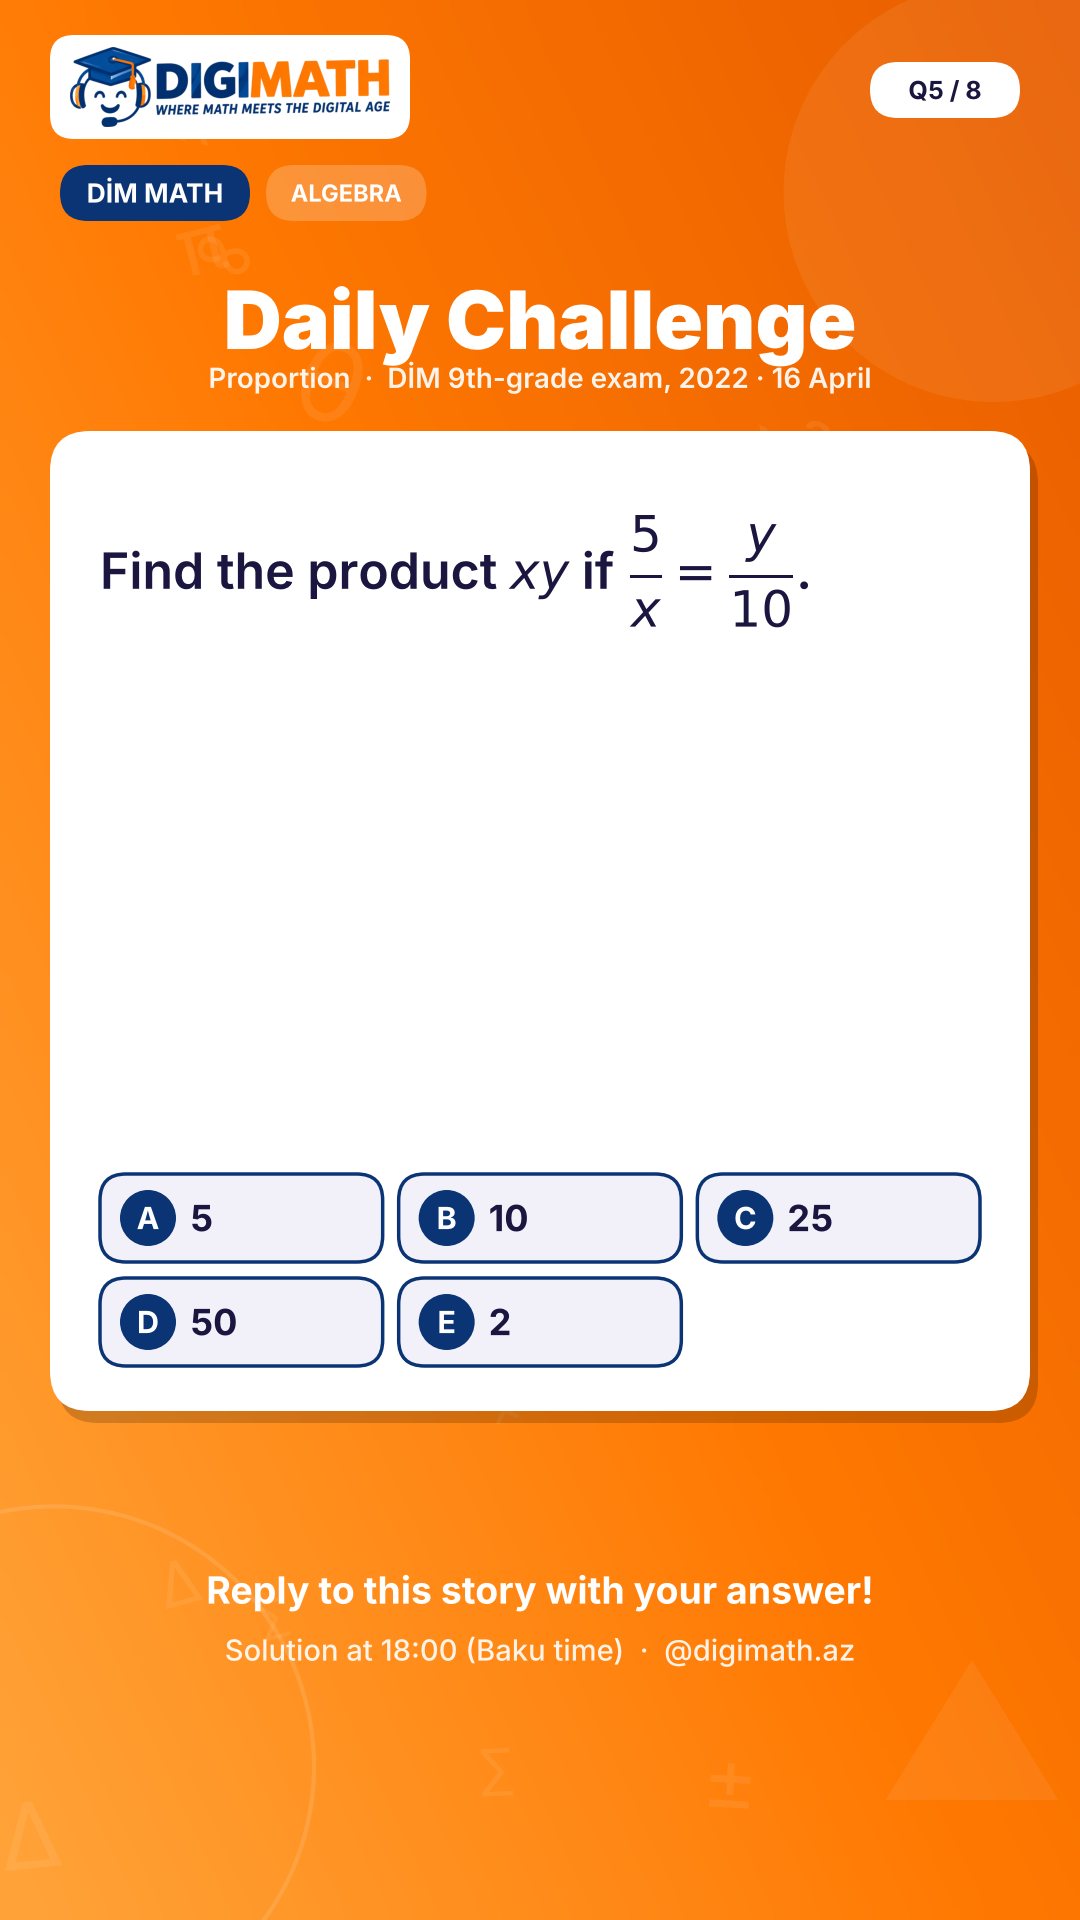 DIGIMATH
WHERE MATH MEETS THE DIGITAL AGE
Q5 / 8
DİM MATH
ALGEBRA
π
%
Daily Challenge
Proportion · DİM 9th-grade exam, 2022 · 16 April
Find the product xy if 5/x = y/10.
A 5
B 10
C 25
D 50
E 2
Δ
Reply to this story with your answer!
Solution at 18:00 (Baku time) · @digimath.az
Σ
±
Δ